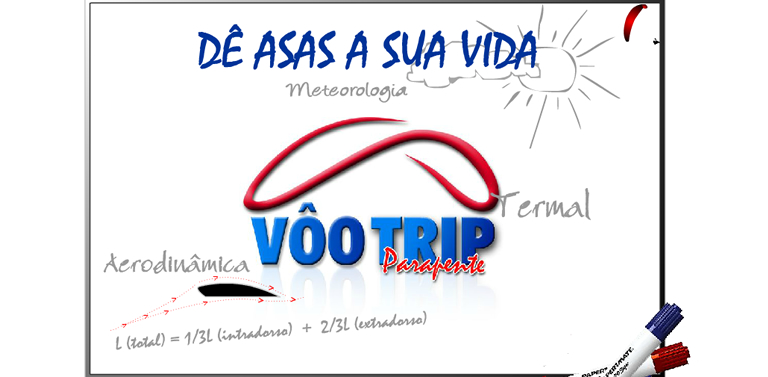 DÊ ASAS A SUA VIDA
Meteorologia
Termal
VÔO TRIP
Parapente
Aerodinâmica
L (total) = 1/3L (intradorso) + 2/3L (extradorso)